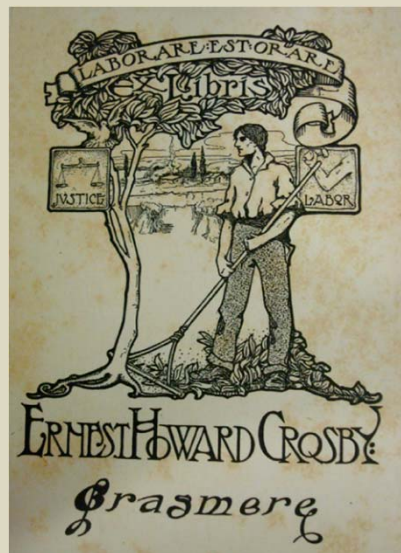 LABORARE·EST·ORARE
ex Libris
JUSTICE
LABOR
ERNEST HOWARD CROSBY:
Grasmere